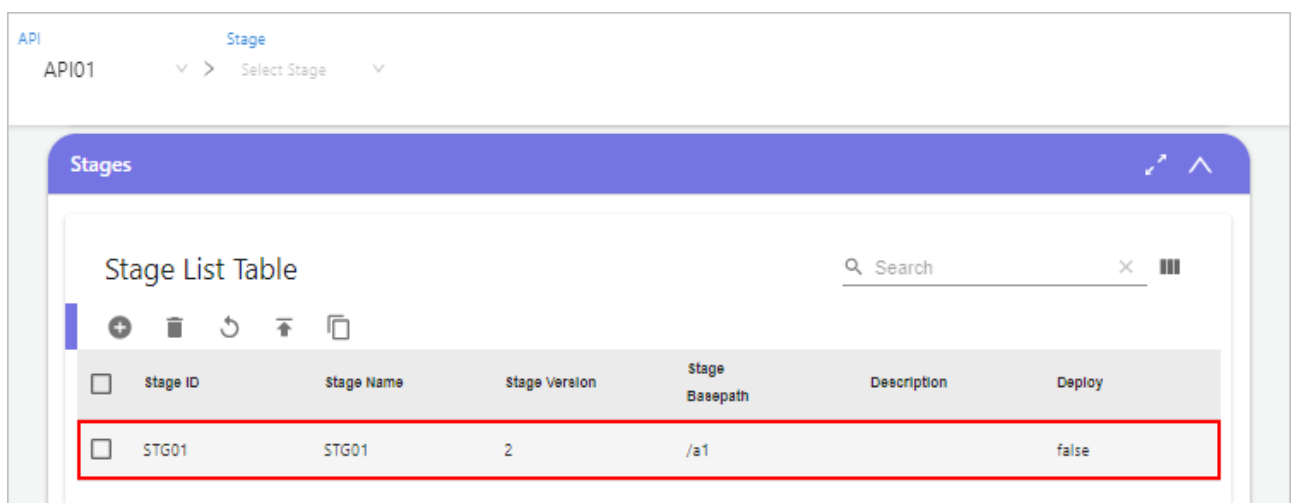 API Stage
API01 > Select Stage
Stages
Stage List Table
Search
Stage ID Stage Name Stage Version Stage Basepath Description Deploy
STG01 STG01 2 /a1 false